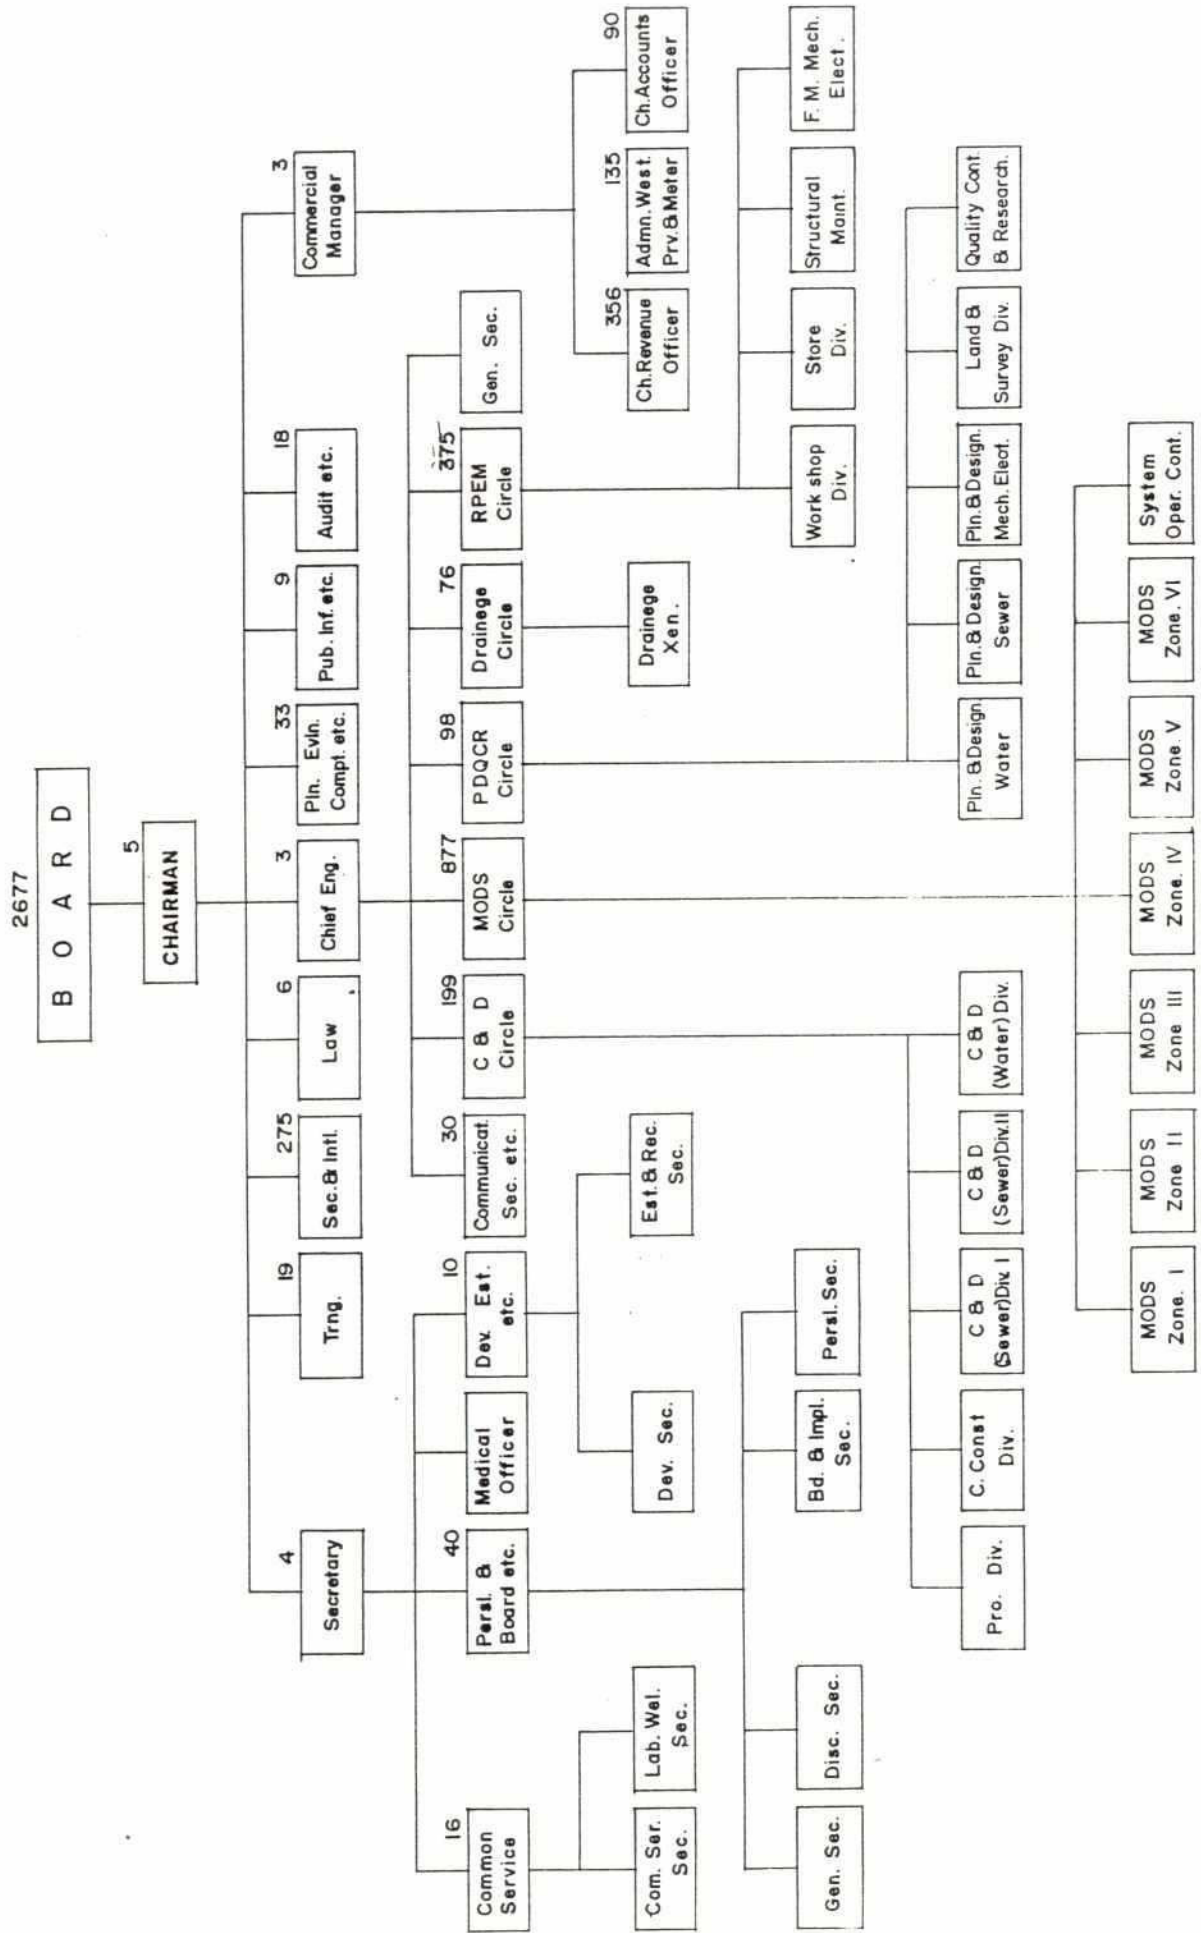 2677
B O A R D
5
CHAIRMAN
4
Secretary
19
Trng.
275
Sec.& Intl.
6
Law
3
Chief Eng.
33
Pln. Evln.
Compt. etc.
9
Pub. Inf. etc.
18
Audit etc.
3
Commercial
Manager
16
Common
Service
40
Persl. &
Board etc.
Medical
Officer
10
Dev. Est.
etc.
30
Communicat.
Sec. etc.
199
C & D
Circle
877
MODS
Circle
98
PDQCR
Circle
76
Drainege
Circle
375
RPEM
Circle
Gen. Sec.
Com. Ser.
Sec.
Lab. Wel.
Sec.
Dev. Sec.
Est.& Rec.
Sec.
Drainege
Xen.
356
Ch.Revenue
Officer
135
Admn.West.
Prv.& Meter
90
Ch.Accounts
Officer
Gen. Sec.
Disc. Sec.
Bd. & Impl.
Sec.
Persl. Sec.
Work shop
Div.
Store
Div.
Structural
Maint.
F. M. Mech.
Elect.
Pro. Div.
C. Const
Div.
C & D
(Sewer)Div. I
C & D
(Sewer)Div.II
C & D
(Water) Div.
Pln. & Design.
Water
Pln. & Design.
Sewer
Pln. & Design.
Mech. Elect.
Land &
Survey Div.
Quality Cont.
& Research.
MODS
Zone. I
MODS
Zone II
MODS
Zone III
MODS
Zone. IV
MODS
Zone. V
MODS
Zone. VI
System
Oper. Cont.